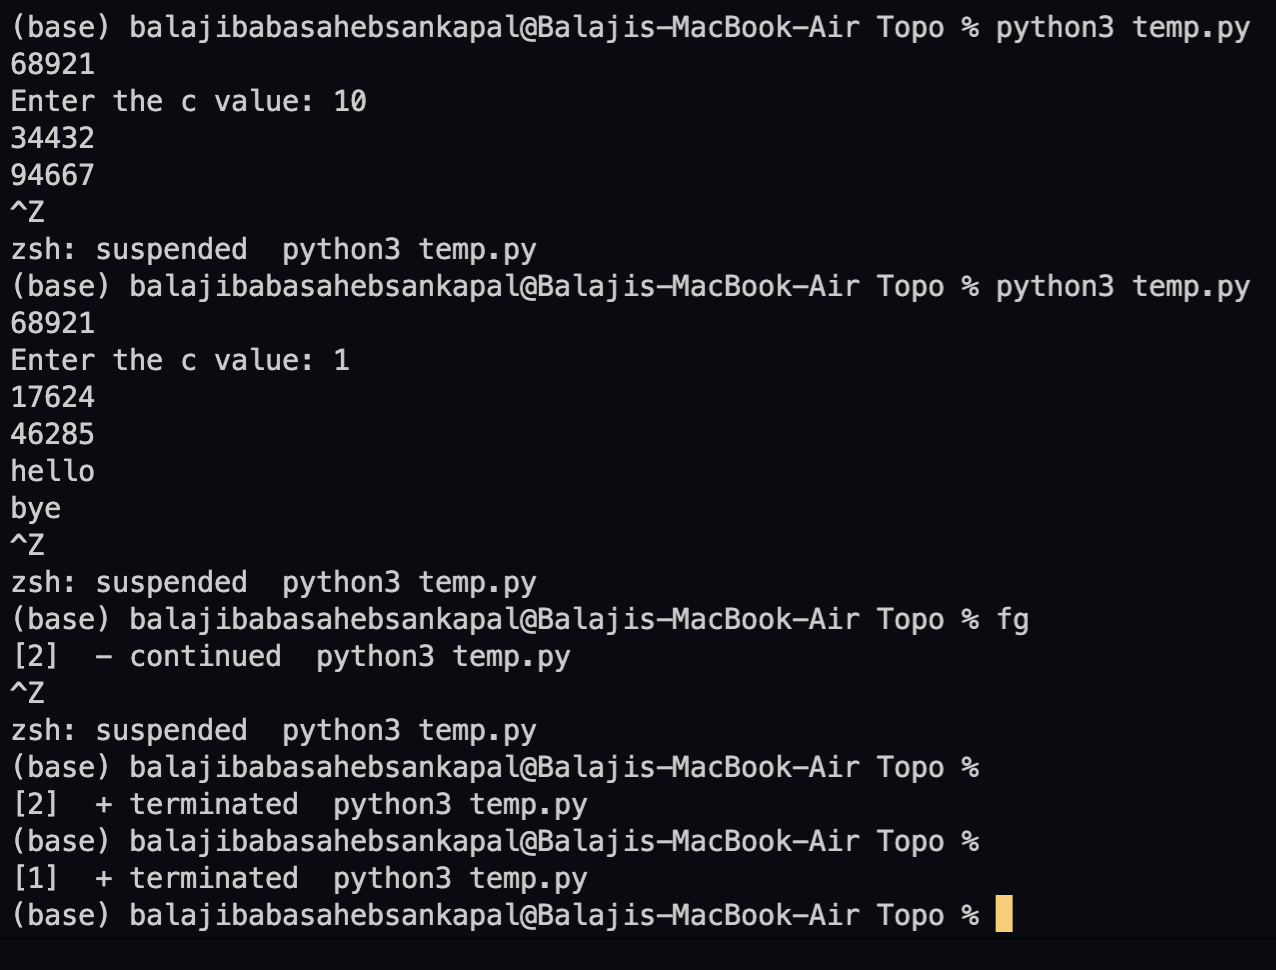 (base) balajibabasahebsankapal@Balajis-MacBook-Air Topo % python3 temp.py
68921
Enter the c value: 10
34432
94667
^Z
zsh: suspended  python3 temp.py
(base) balajibabasahebsankapal@Balajis-MacBook-Air Topo % python3 temp.py
68921
Enter the c value: 1
17624
46285
hello
bye
^Z
zsh: suspended  python3 temp.py
(base) balajibabasahebsankapal@Balajis-MacBook-Air Topo % fg
[2]  - continued  python3 temp.py
^Z
zsh: suspended  python3 temp.py
(base) balajibabasahebsankapal@Balajis-MacBook-Air Topo %
[2]  + terminated  python3 temp.py
(base) balajibabasahebsankapal@Balajis-MacBook-Air Topo %
[1]  + terminated  python3 temp.py
(base) balajibabasahebsankapal@Balajis-MacBook-Air Topo %